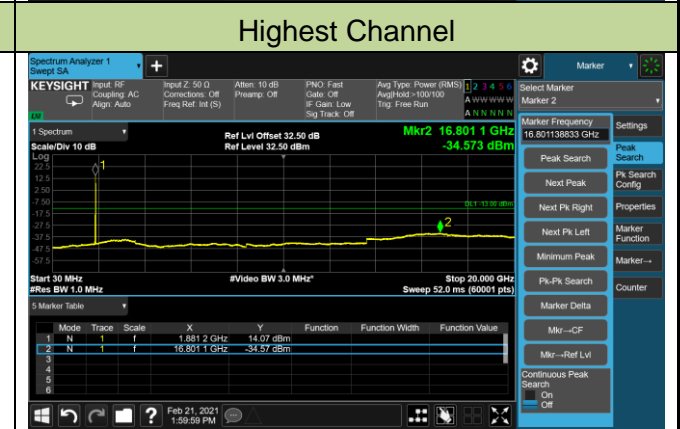 Highest Channel
Spectrum Analyzer 1
Swept SA
Marker
KEYSIGHT
Input: RF
Coupling: AC
Align: Auto
Input Z: 50 Ω
Corrections: Off
Freq Ref: Int (S)
Atten: 10 dB
Preamp: Off
PNO: Fast
Gate: Off
IF Gain: Low
Sig Track: Off
Avg Type: Power (RMS)
Avg|Hold:>100/100
Trig: Free Run
1 2 3 4 5 6
A W W W W W
A N N N N N
LW
Select Marker
Marker 2
1 Spectrum
Scale/Div 10 dB
Ref Lvl Offset 32.50 dB
Ref Level 32.50 dBm
Mkr2 16.801 1 GHz
-34.573 dBm
Log
22.5
12.5
2.50
-7.50
-17.5
-27.5
-37.5
-47.5
-57.5
1
DL1 -13.00 dBm
2
Start 30 MHz
#Res BW 1.0 MHz
#Video BW 3.0 MHz*
Stop 20.000 GHz
Sweep 52.0 ms (60001 pts)
Marker Frequency
16.801138833 GHz
Peak Search
Next Peak
Next Pk Right
Next Pk Left
Minimum Peak
Pk-Pk Search
Marker Delta
Mkr→CF
Mkr→Ref Lvl
Continuous Peak
Search
On
Off
Settings
Peak
Search
Pk Search
Config
Properties
Marker
Function
Marker→
Counter
5 Marker Table
Mode Trace Scale X Y Function Function Width Function Value
1 N 1 f 1.881 2 GHz 14.07 dBm
2 N 1 f 16.801 1 GHz -34.57 dBm
3
4
5
6
Feb 21, 2021
1:59:59 PM